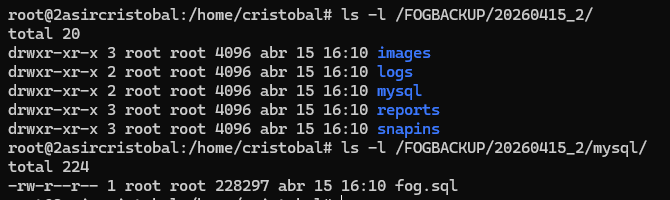 root@2asircristobal:/home/cristobal# ls -l /FOGBACKUP/20260415_2/
total 20
drwxr-xr-x 3 root root 4096 abr 15 16:10 images
drwxr-xr-x 2 root root 4096 abr 15 16:10 logs
drwxr-xr-x 2 root root 4096 abr 15 16:10 mysql
drwxr-xr-x 3 root root 4096 abr 15 16:10 reports
drwxr-xr-x 3 root root 4096 abr 15 16:10 snapins
root@2asircristobal:/home/cristobal# ls -l /FOGBACKUP/20260415_2/mysql/
total 224
-rw-r--r-- 1 root root 228297 abr 15 16:10 fog.sql